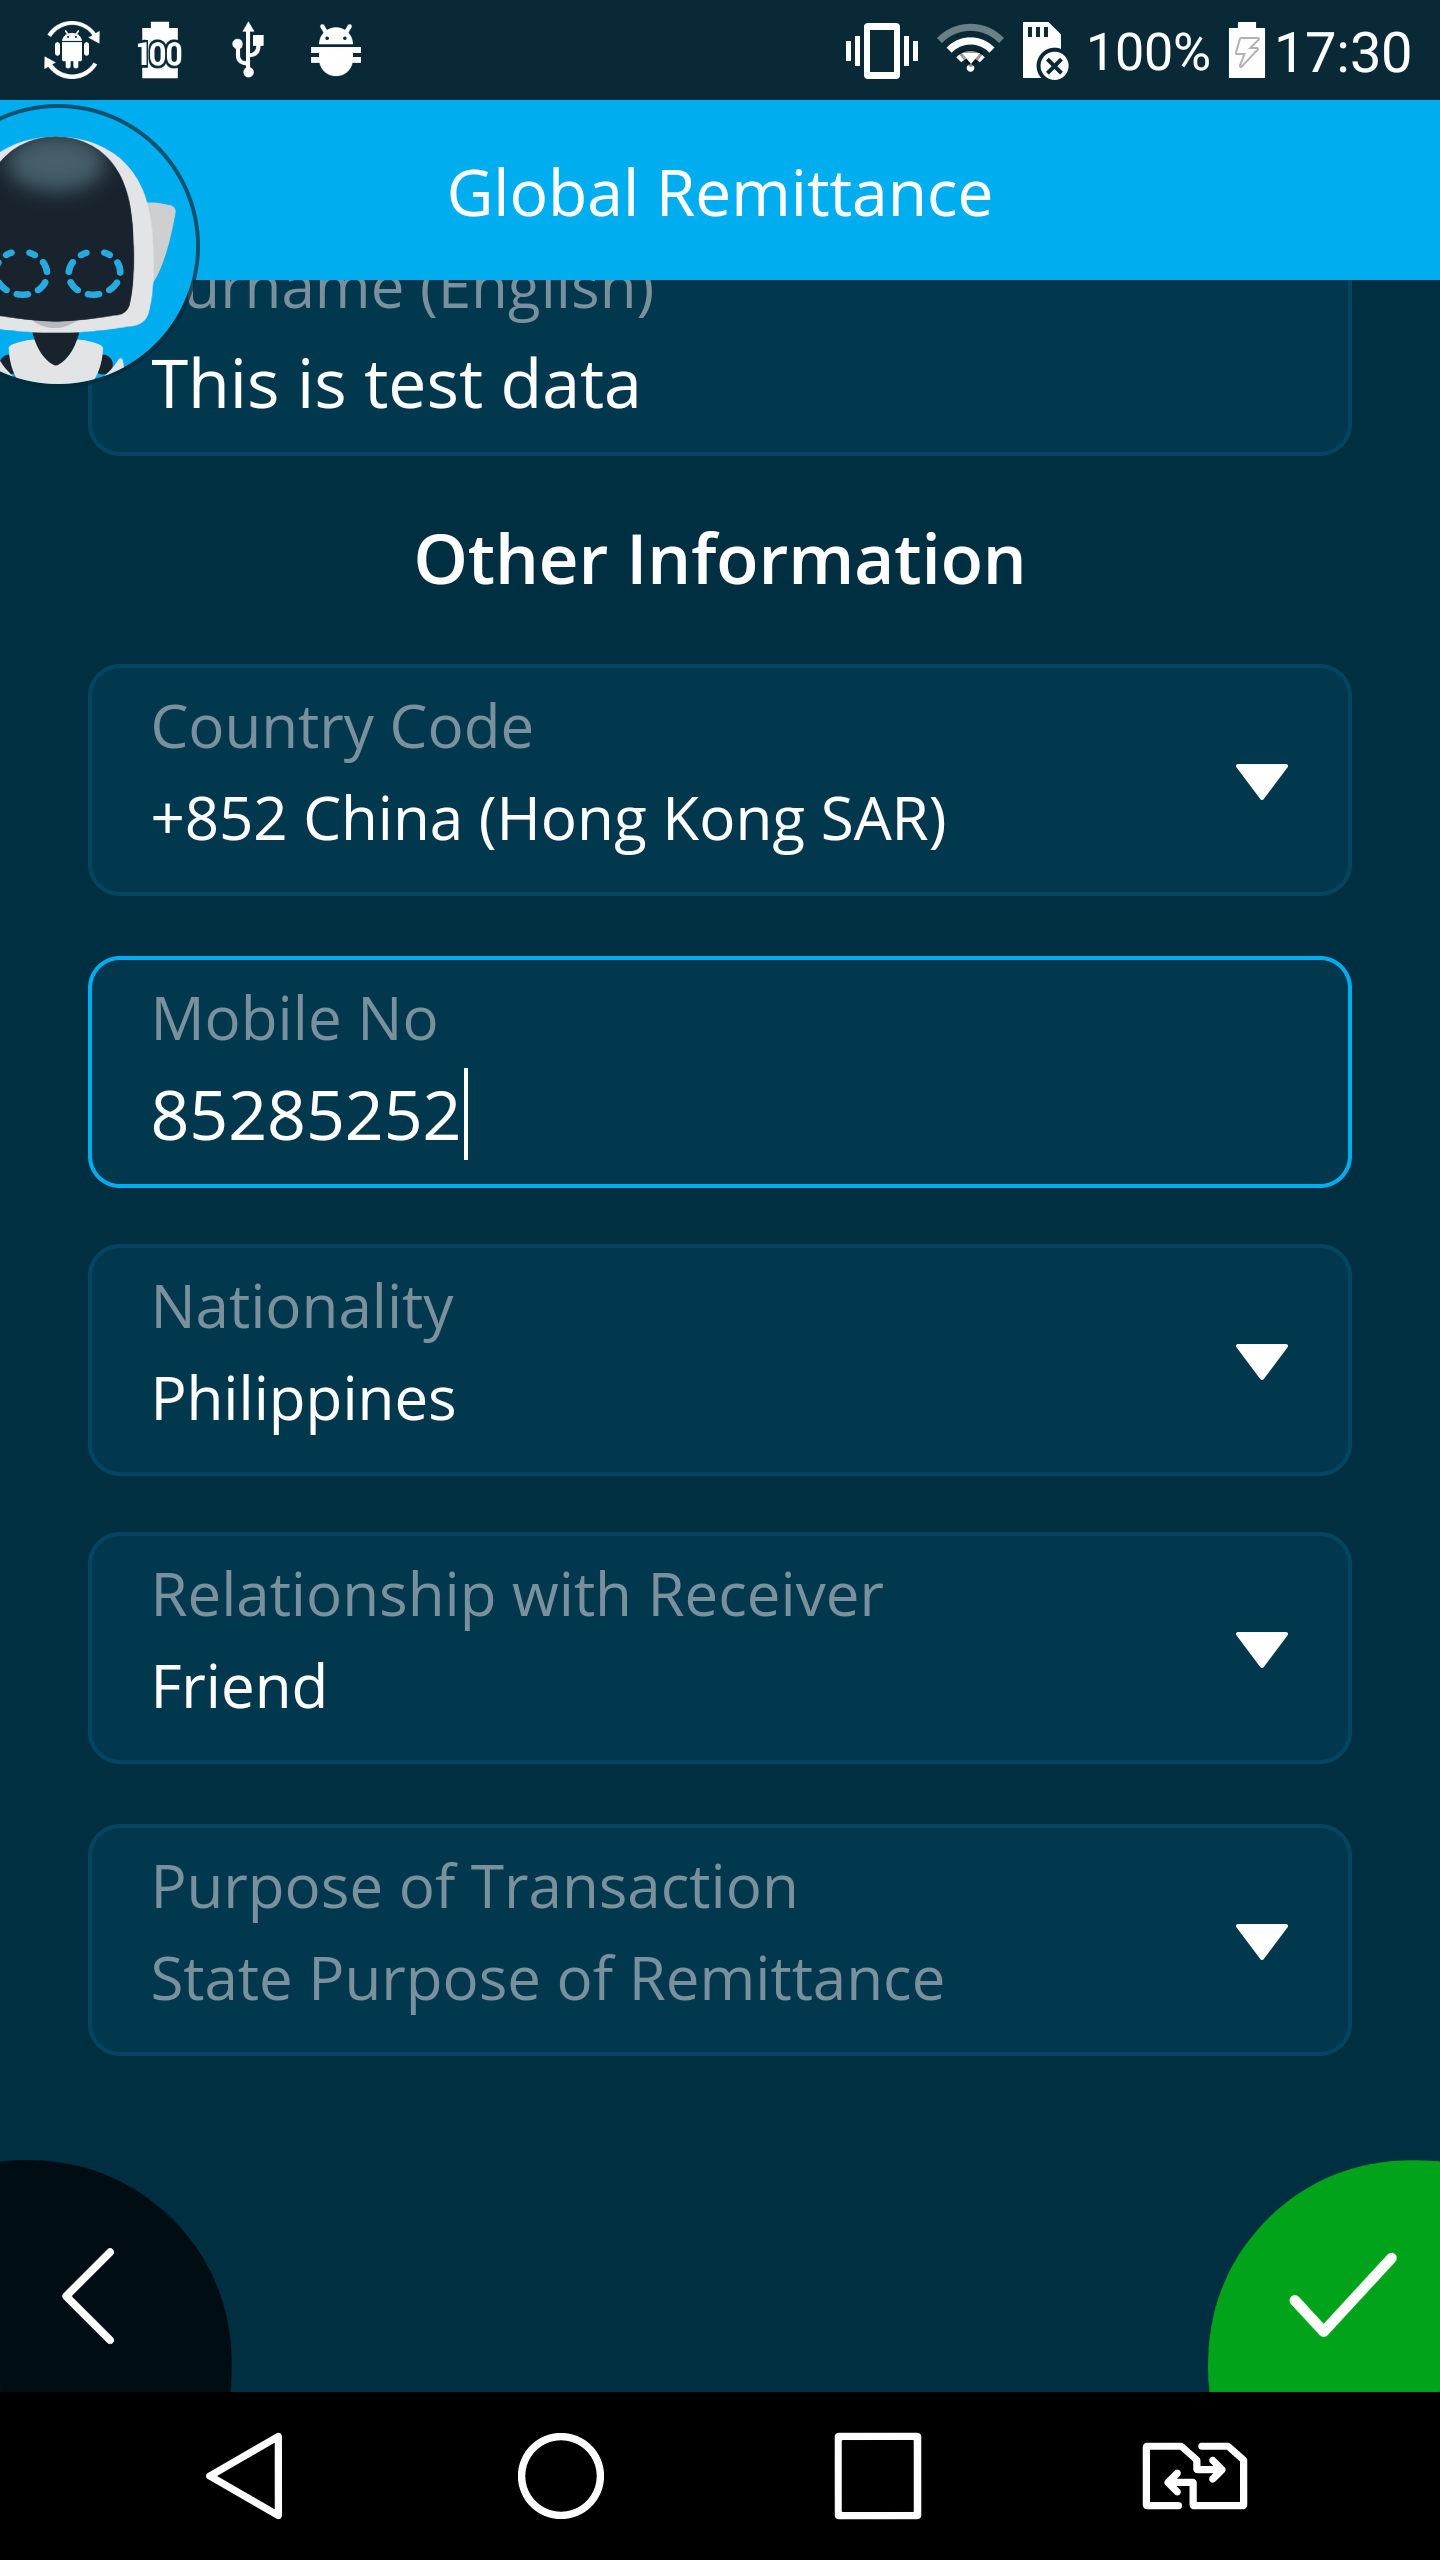 100
100%
17:30
Global Remittance
urname (English)
This is test data
Other Information
Country Code
+852 China (Hong Kong SAR)
Mobile No
85285252
Nationality
Philippines
Relationship with Receiver
Friend
Purpose of Transaction
State Purpose of Remittance